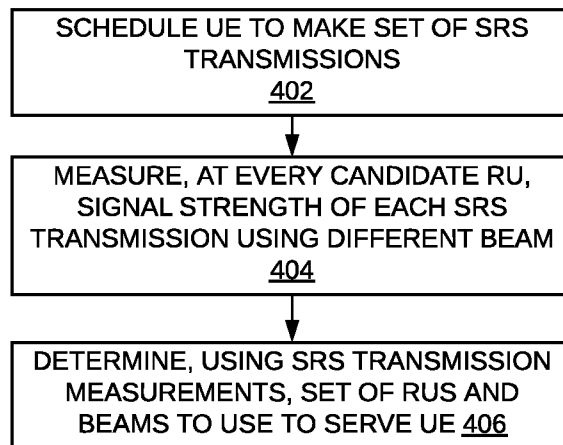 SCHEDULE UE TO MAKE SET OF SRS
TRANSMISSIONS
402
MEASURE, AT EVERY CANDIDATE RU,
SIGNAL STRENGTH OF EACH SRS
TRANSMISSION USING DIFFERENT BEAM
404
DETERMINE, USING SRS TRANSMISSION
MEASUREMENTS, SET OF RUS AND
BEAMS TO USE TO SERVE UE 406